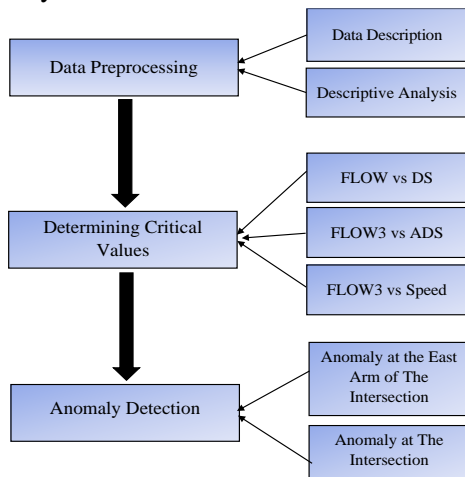 Data Preprocessing
Data Description
Descriptive Analysis
Determining Critical
Values
FLOW vs DS
FLOW3 vs ADS
FLOW3 vs Speed
Anomaly Detection
Anomaly at the East
Arm of The
Intersection
Anomaly at The
Intersection